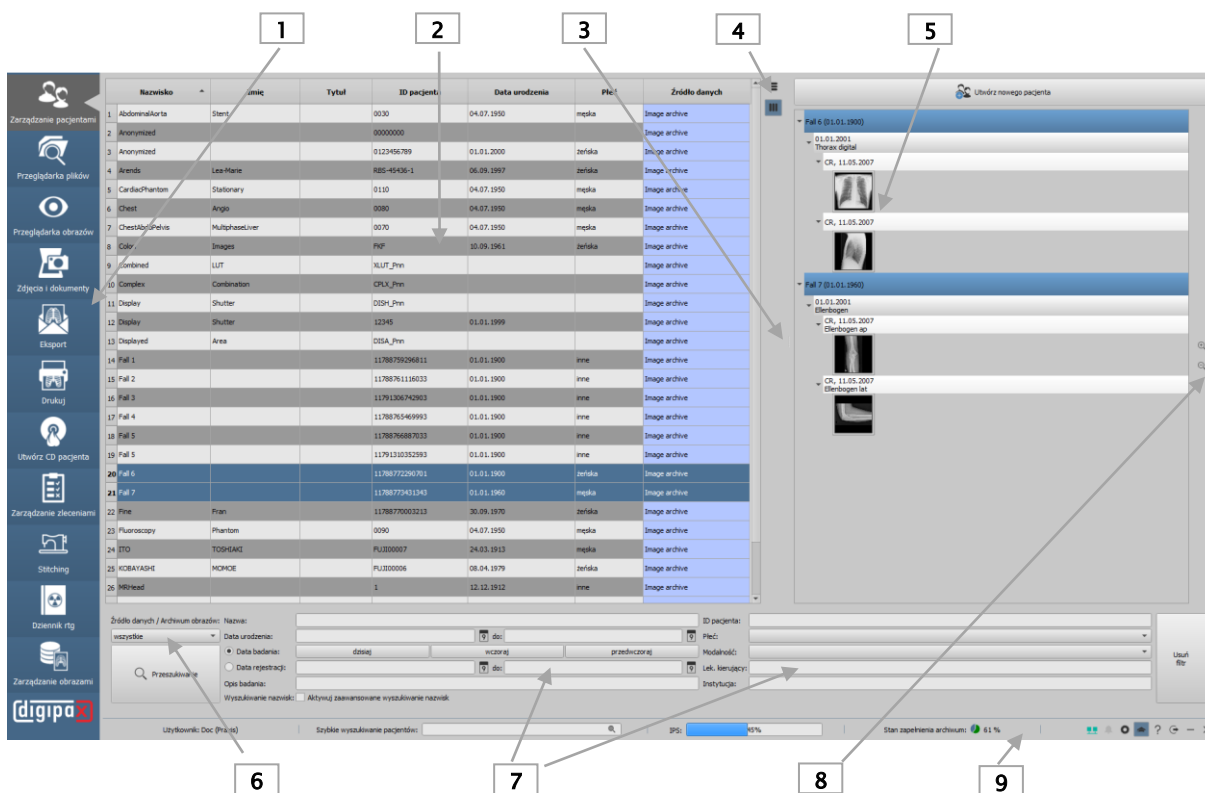 1 2 3 4 5
Zarządzanie pacjentami
Przeglądarka plików
Przeglądarka obrazów
Zdjęcia i dokumenty
Eksport
Drukuj
Utwórz CD pacjenta
Zarządzanie zleceniami
Stitching
Dziennik rtg
Zarządzanie obrazami
digipax
Nazwisko Imię Tytuł ID pacjenta Data urodzenia Płeć Źródło danych
1 AbdominalAorta Stent 0030 04.07.1950 męska Image archive
2 Anonymized 00000000 Image archive
3 Anonymized 0123456789 01.01.2000 żeńska Image archive
4 Arends Lea-Marie RBS-45436-1 06.09.1997 żeńska Image archive
5 CardiacPhantom Stationary 0110 04.07.1950 męska Image archive
6 Chest Angio 0080 04.07.1950 męska Image archive
7 ChestAbdoPelvis MultiphaseLiver 0070 04.07.1950 męska Image archive
8 Color Images FKF 10.09.1961 żeńska Image archive
9 Combined LUT XLUT_Pnn Image archive
10 Complex Combination CPLX_Pnn Image archive
11 Display Shutter DISH_Pnn Image archive
12 Display Shutter 12345 01.01.1999 Image archive
13 Displayed Area DISA_Pnn Image archive
14 Fall 1 11788759296811 01.01.1900 inne Image archive
15 Fall 2 11788761116033 01.01.1900 inne Image archive
16 Fall 3 11791306742903 01.01.1900 inne Image archive
17 Fall 4 11788765469993 01.01.1900 inne Image archive
18 Fall 5 11788766887033 01.01.1900 inne Image archive
19 Fall 5 11791310352593 01.01.1900 inne Image archive
20 Fall 6 11788772290701 01.01.1900 żeńska Image archive
21 Fall 7 11788773431343 01.01.1960 męska Image archive
22 Fine Fran 11788770003213 30.09.1970 żeńska Image archive
23 Fluoroscopy Phantom 0090 04.07.1950 męska Image archive
24 ITO TOSHIAKI FUJI00007 24.03.1913 męska Image archive
25 KOBAYASHI MOMOE FUJI00006 08.04.1979 żeńska Image archive
26 MRHead 1 12.12.1912 inne Image archive
Utwórz nowego pacjenta
Fall 6 (01.01.1900)
01.01.2001
Thorax digital
CR, 11.05.2007
CR, 11.05.2007
Fall 7 (01.01.1960)
01.01.2001
Ellenbogen
CR, 11.05.2007
Ellenbogen ap
CR, 11.05.2007
Ellenbogen lat
Źródło danych / Archiwum obrazów: Nazwa: ID pacjenta:
wszystkie Data urodzenia: 9 do: 9 Płeć:
Data badania: dzisiaj wczoraj przedwczoraj Modalność:
Przeszukiwanie Data rejestracji: 9 do: 9 Lek. kierujący:
Opis badania: Instytucja:
Wyszukiwanie nazwisk: Aktywuj zaawansowane wyszukiwanie nazwisk
Usuń
filtr
Użytkownik: Doc (Praxis) Szybkie wyszukiwanie pacjentów: IPS: 45% Stan zapełnienia archiwum: 61 % ?
6 7 8 9